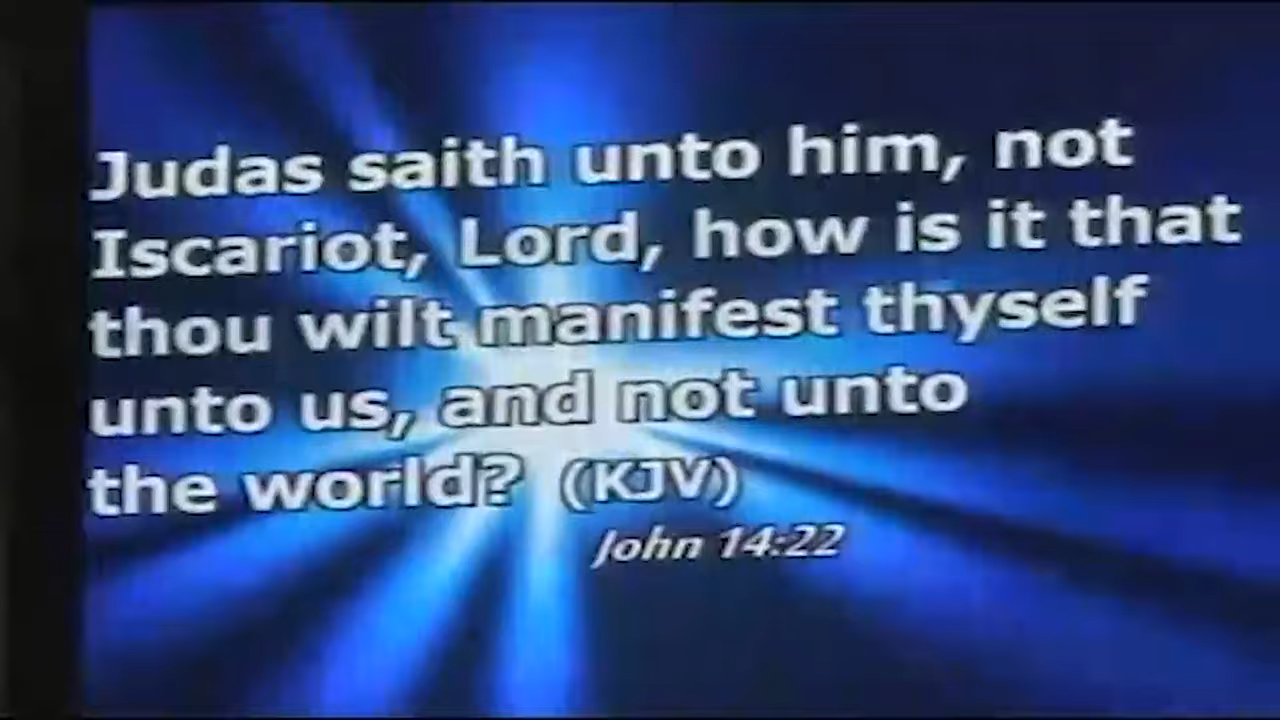 Judas saith unto him, not
Iscariot, Lord, how is it that
thou wilt manifest thyself
unto us, and not unto
the world? (KJV)
John 14:22